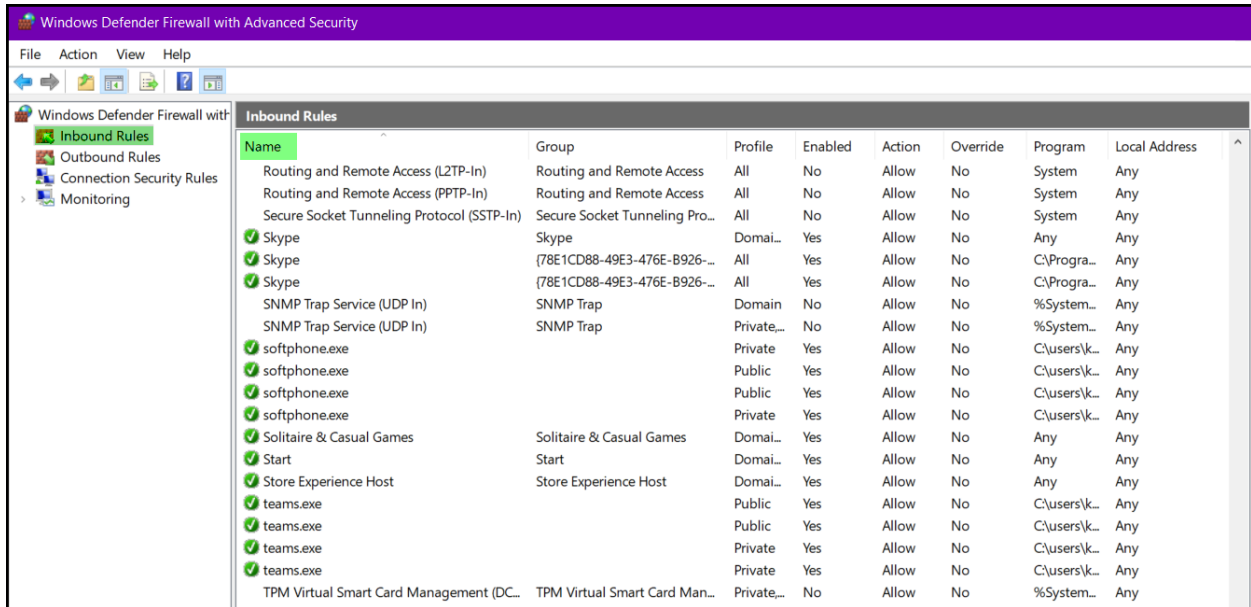 Windows Defender Firewall with Advanced Security
File Action View Help
Windows Defender Firewall with
Inbound Rules
Outbound Rules
Connection Security Rules
Monitoring
Inbound Rules
Name Group Profile Enabled Action Override Program Local Address
Routing and Remote Access (L2TP-In) Routing and Remote Access All No Allow No System Any
Routing and Remote Access (PPTP-In) Routing and Remote Access All No Allow No System Any
Secure Socket Tunneling Protocol (SSTP-In) Secure Socket Tunneling Pro... All No Allow No System Any
Skype Skype Domai... Yes Allow No Any Any
Skype {78E1CD88-49E3-476E-B926-... All Yes Allow No C:\Progra... Any
Skype {78E1CD88-49E3-476E-B926-... All Yes Allow No C:\Progra... Any
SNMP Trap Service (UDP In) SNMP Trap Domain No Allow No %System... Any
SNMP Trap Service (UDP In) SNMP Trap Private,... No Allow No %System... Any
softphone.exe Private Yes Allow No C:\users\k... Any
softphone.exe Public Yes Allow No C:\users\k... Any
softphone.exe Public Yes Allow No C:\users\k... Any
softphone.exe Private Yes Allow No C:\users\k... Any
Solitaire & Casual Games Solitaire & Casual Games Domai... Yes Allow No Any Any
Start Start Domai... Yes Allow No Any Any
Store Experience Host Store Experience Host Domai... Yes Allow No Any Any
teams.exe Public Yes Allow No C:\users\k... Any
teams.exe Public Yes Allow No C:\users\k... Any
teams.exe Private Yes Allow No C:\users\k... Any
teams.exe Private Yes Allow No C:\users\k... Any
TPM Virtual Smart Card Management (DC... TPM Virtual Smart Card Man... Private,... No Allow No %System... Any